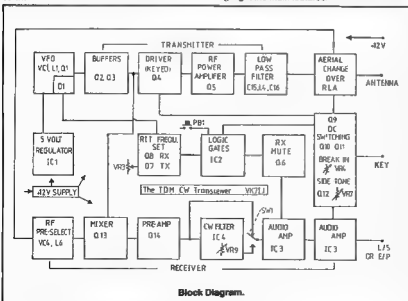 TRANSMITTER
VFO
VC1, L1, Q1
D1
BUFFERS
Q2, Q3
DRIVER
(KEYED)
Q4
RF
POWER
AMPLIFIER
Q5
LOW
PASS
FILTER
C15, L4, C16
AERIAL
CHANGE
OVER
RLA
12V
ANTENNA
5 VOLT
REGULATOR
IC1
RIT FREQU.
SET
Q8 RX
Q7 TX
VR3
PB1
LOGIC
GATES
IC2
RX
MUTE
Q6
Q9
DC
SWITCHING
Q10 Q11
BREAK IN
VR6
SIDE TONE
Q12 VR7
KEY
12V SUPPLY
The TDM CW Transceiver
SW1
RF
PRE-SELECT
VC4, L6
MIXER
Q13
PRE-AMP
Q14
CW FILTER
IC4
VR9
AUDIO
AMP
IC3
AUDIO
AMP
IC3
L/S
OR E/P
RECEIVER
Block Diagram.